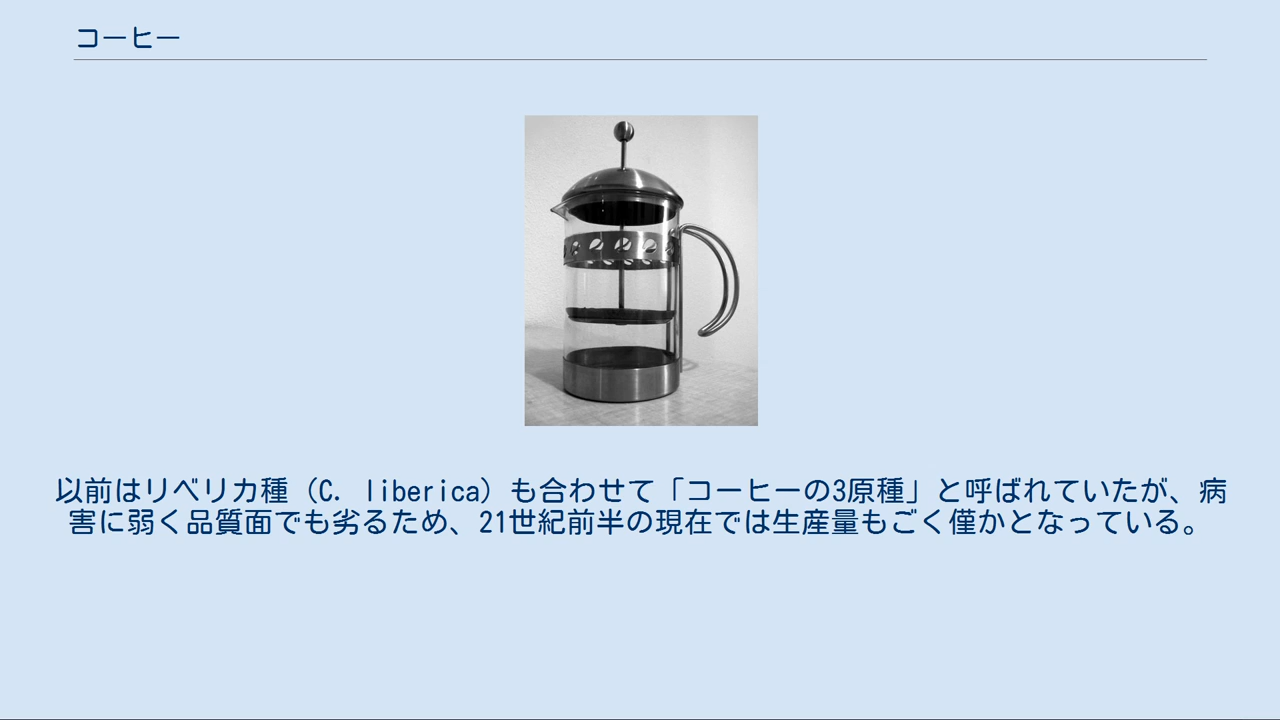 コーヒー
以前はリベリカ種（C. liberica）も合わせて「コーヒーの3原種」と呼ばれていたが、病
害に弱く品質面でも劣るため、21世紀前半の現在では生産量もごく僅かとなっている。